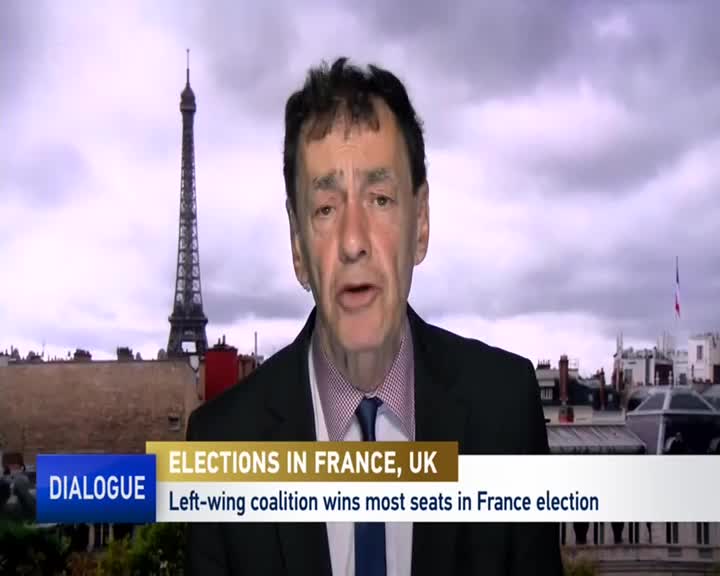 ELECTIONS IN FRANCE, UK
DIALOGUE
Left-wing coalition wins most seats in France election